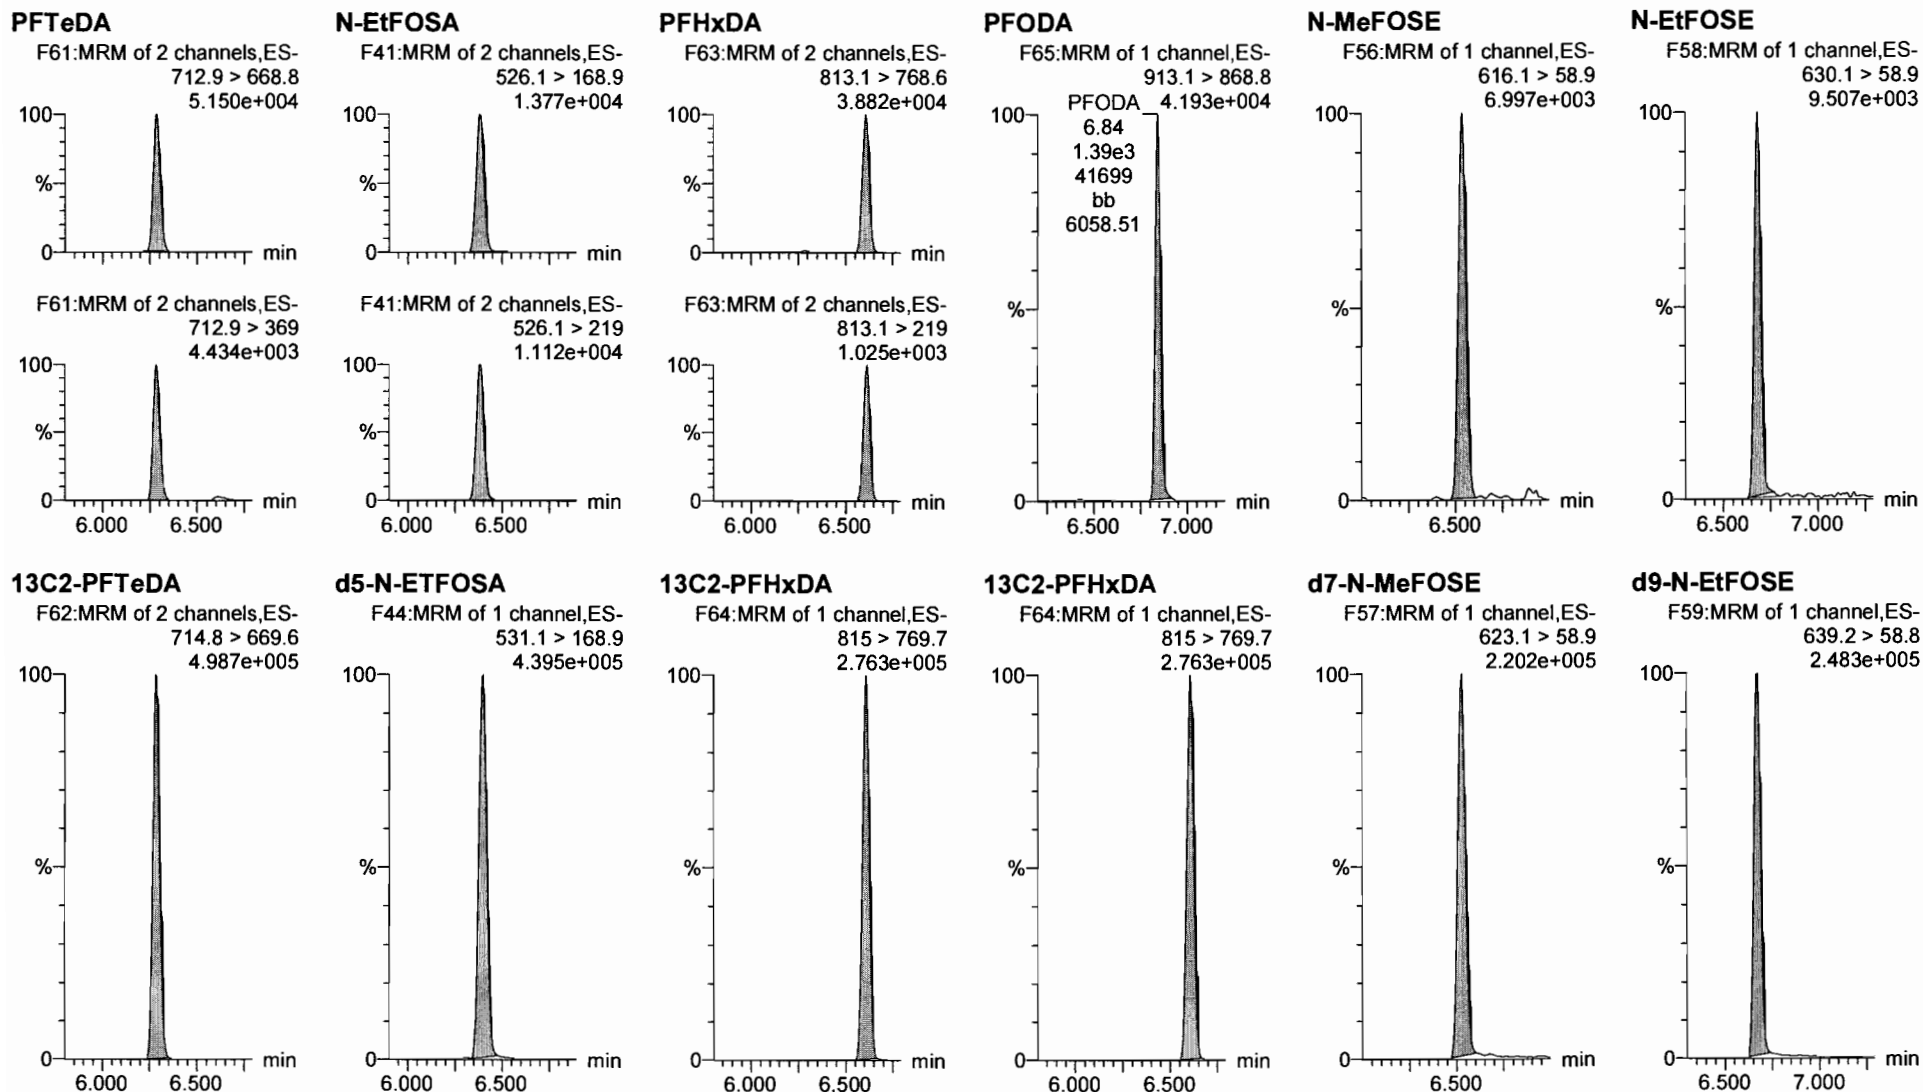 PFTeDA
F61:MRM of 2 channels,ES-
712.9 > 668.8
5.150e+004
100
%
0
min
F61:MRM of 2 channels,ES-
712.9 > 369
4.434e+003
100
%
0
min
6.000 6.500
N-EtFOSA
F41:MRM of 2 channels,ES-
526.1 > 168.9
1.377e+004
100
%
0
min
F41:MRM of 2 channels,ES-
526.1 > 219
1.112e+004
100
%
0
min
6.000 6.500
PFHxDA
F63:MRM of 2 channels,ES-
813.1 > 768.6
3.882e+004
100
%
0
min
F63:MRM of 2 channels,ES-
813.1 > 219
1.025e+003
100
%
0
min
6.000 6.500
PFODA
F65:MRM of 1 channel,ES-
913.1 > 868.8
PFODA 4.193e+004
100
6.84
1.39e3
41699
bb
6058.51
%
0
min
6.500 7.000
N-MeFOSE
F56:MRM of 1 channel,ES-
616.1 > 58.9
6.997e+003
100
%
0
min
6.500
N-EtFOSE
F58:MRM of 1 channel,ES-
630.1 > 58.9
9.507e+003
100
%
0
min
6.500 7.000
13C2-PFTeDA
F62:MRM of 2 channels,ES-
714.8 > 669.6
4.987e+005
100
%
0
min
6.000 6.500
d5-N-ETFOSA
F44:MRM of 1 channel,ES-
531.1 > 168.9
4.395e+005
100
%
0
min
6.000 6.500
13C2-PFHxDA
F64:MRM of 1 channel,ES-
815 > 769.7
2.763e+005
100
%
0
min
6.000 6.500
13C2-PFHxDA
F64:MRM of 1 channel,ES-
815 > 769.7
2.763e+005
100
%
0
min
6.000 6.500
d7-N-MeFOSE
F57:MRM of 1 channel,ES-
623.1 > 58.9
2.202e+005
100
%
0
min
6.500
d9-N-EtFOSE
F59:MRM of 1 channel,ES-
639.2 > 58.8
2.483e+005
100
%
0
min
6.500 7.000